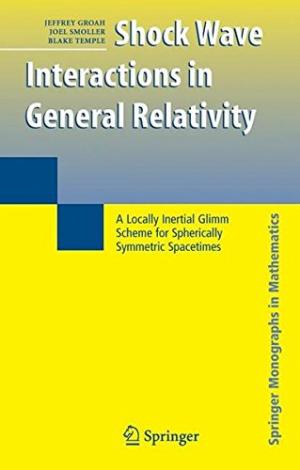 JEFFREY GROAH
JOEL SMOLLER
BLAKE TEMPLE
Shock Wave
Interactions in
General Relativity
A Locally Inertial Glimm
Scheme for Spherically
Symmetric Spacetimes
Springer Monographs in Mathematics
Springer